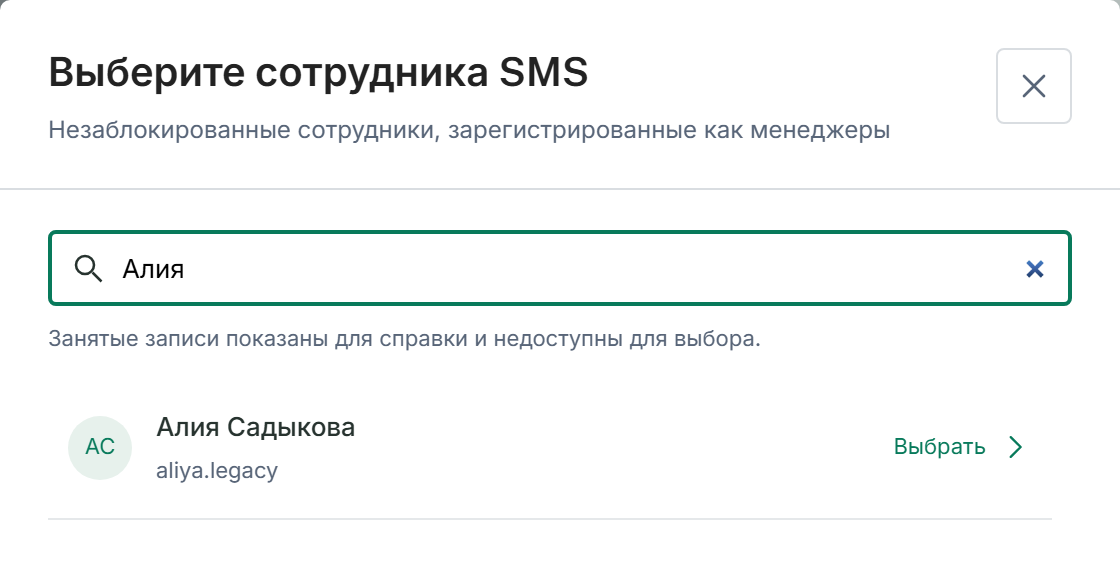 Выберите сотрудника SMS
Незаблокированные сотрудники, зарегистрированные как менеджеры
Алия
Занятые записи показаны для справки и недоступны для выбора.
АС
Алия Садыкова
aliya.legacy
Выбрать